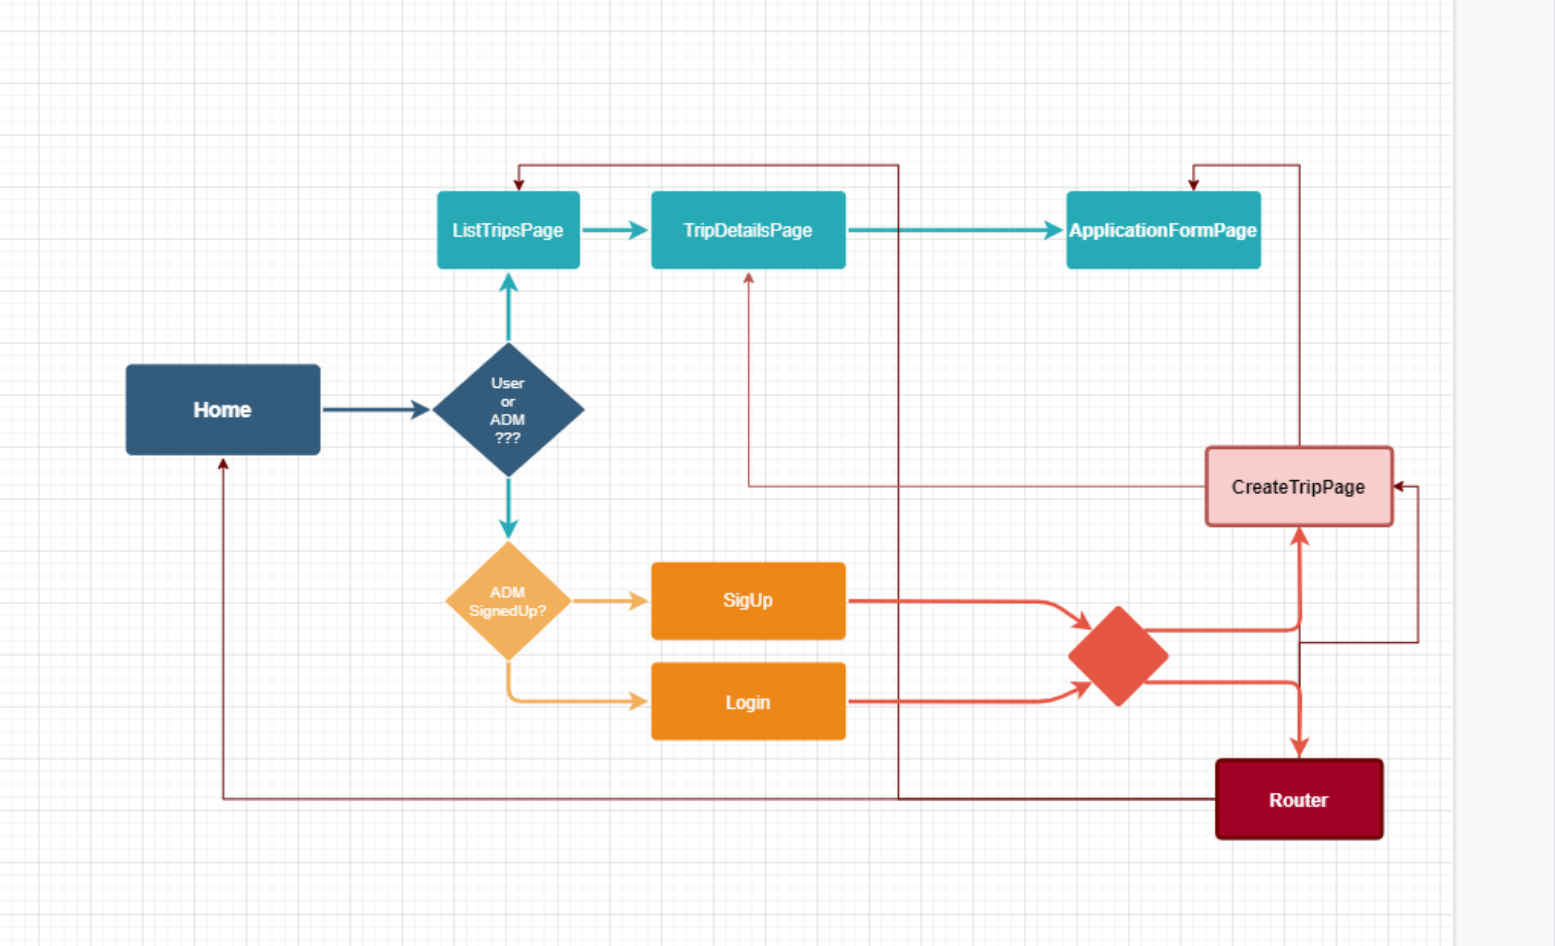 ListTripsPage
TripDetailsPage
ApplicationFormPage
Home
User
or
ADM
???
CreateTripPage
ADM
SignedUp?
SigUp
Login
Router